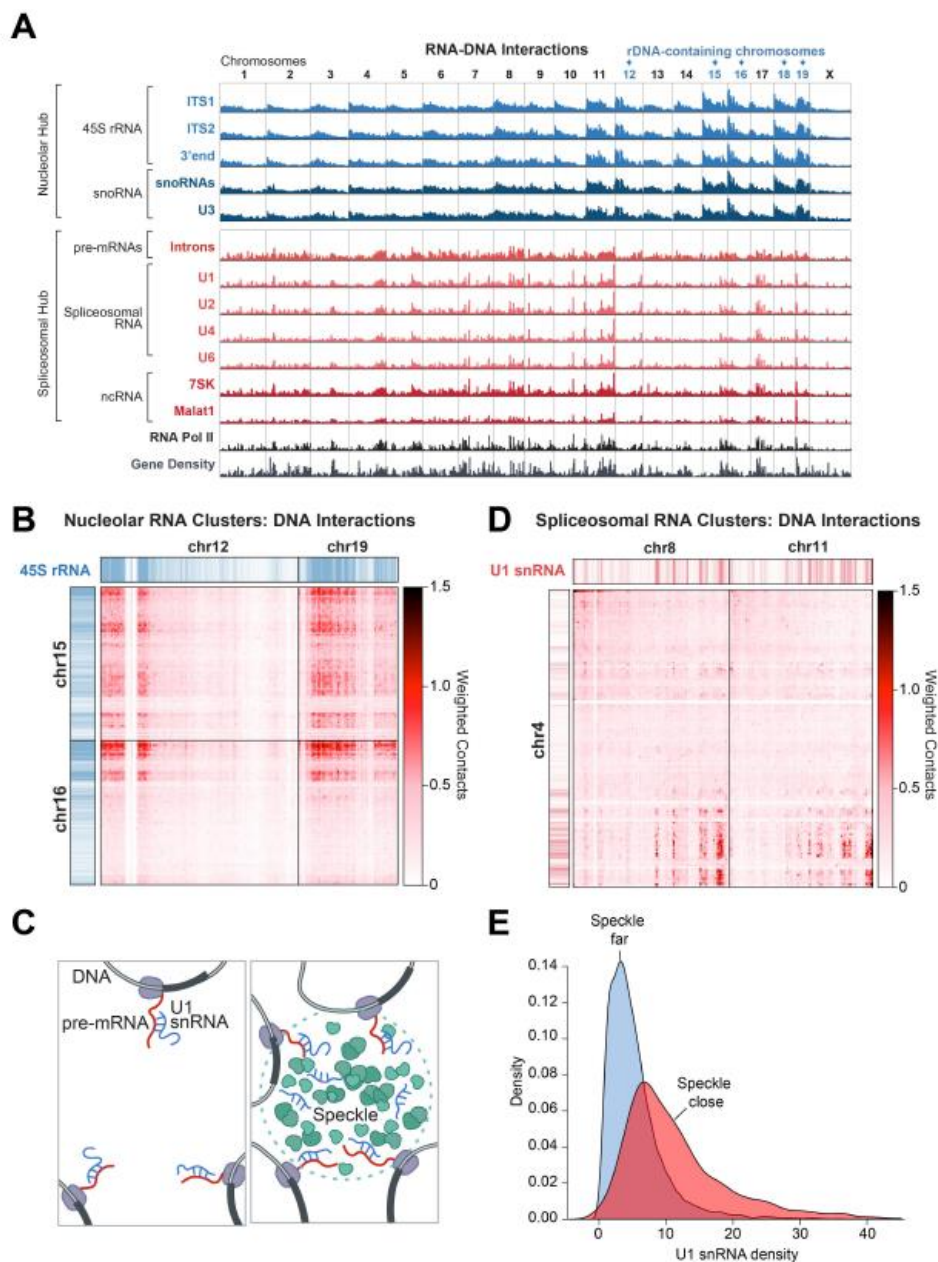 A
RNA-DNA Interactions
rDNA-containing chromosomes
Chromosomes
1 2 3 4 5 6 7 8 9 10 11 12 13 14 15 16 17 18 19 X
Nucleolar Hub
45S rRNA
ITS1
ITS2
3'end
snoRNA
snoRNAs
U3
Spliceosomal Hub
pre-mRNAs
Introns
Spliceosomal
RNA
U1
U2
U4
U6
ncRNA
7SK
Malat1
RNA Pol II
Gene Density
B
Nucleolar RNA Clusters: DNA Interactions
chr12 chr19
45S rRNA
chr15
chr16
1.5
1.0
0.5
0
Weighted Contacts
D
Spliceosomal RNA Clusters: DNA Interactions
chr8 chr11
U1 snRNA
chr4
1.5
1.0
0.5
0
Weighted Contacts
C
DNA
U1
pre-mRNA snRNA
Speckle
E
Speckle
far
Speckle
close
0.14
0.12
0.10
0.08
0.06
0.04
0.02
0.00
Density
0 10 20 30 40
U1 snRNA density